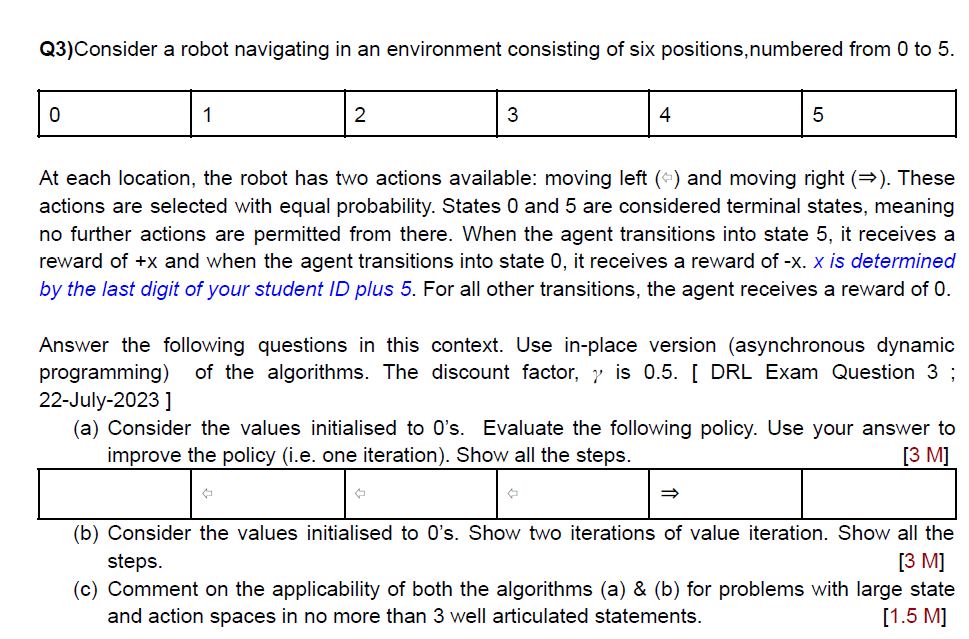 Q3)Consider a robot navigating in an environment consisting of six positions,numbered from 0 to 5.
0 1 2 3 4 5
At each location, the robot has two actions available: moving left (⇦) and moving right (⇒). These
actions are selected with equal probability. States 0 and 5 are considered terminal states, meaning
no further actions are permitted from there. When the agent transitions into state 5, it receives a
reward of +x and when the agent transitions into state 0, it receives a reward of -x. x is determined
by the last digit of your student ID plus 5. For all other transitions, the agent receives a reward of 0.
Answer the following questions in this context. Use in-place version (asynchronous dynamic
programming) of the algorithms. The discount factor, γ is 0.5. [ DRL Exam Question 3 ;
22-July-2023 ]
(a) Consider the values initialised to 0's. Evaluate the following policy. Use your answer to
improve the policy (i.e. one iteration). Show all the steps. [3 M]
⇦ ⇦ ⇦ ⇒
(b) Consider the values initialised to 0's. Show two iterations of value iteration. Show all the
steps. [3 M]
(c) Comment on the applicability of both the algorithms (a) & (b) for problems with large state
and action spaces in no more than 3 well articulated statements. [1.5 M]